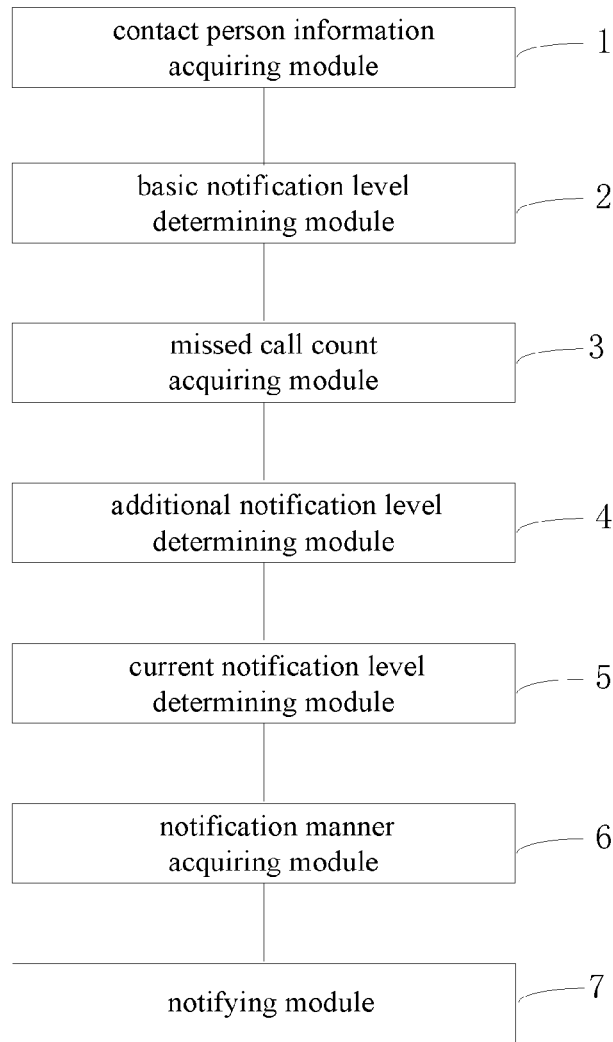 contact person information
acquiring module
1
basic notification level
determining module
2
missed call count
acquiring module
3
additional notification level
determining module
4
current notification level
determining module
5
notification manner
acquiring module
6
notifying module
7